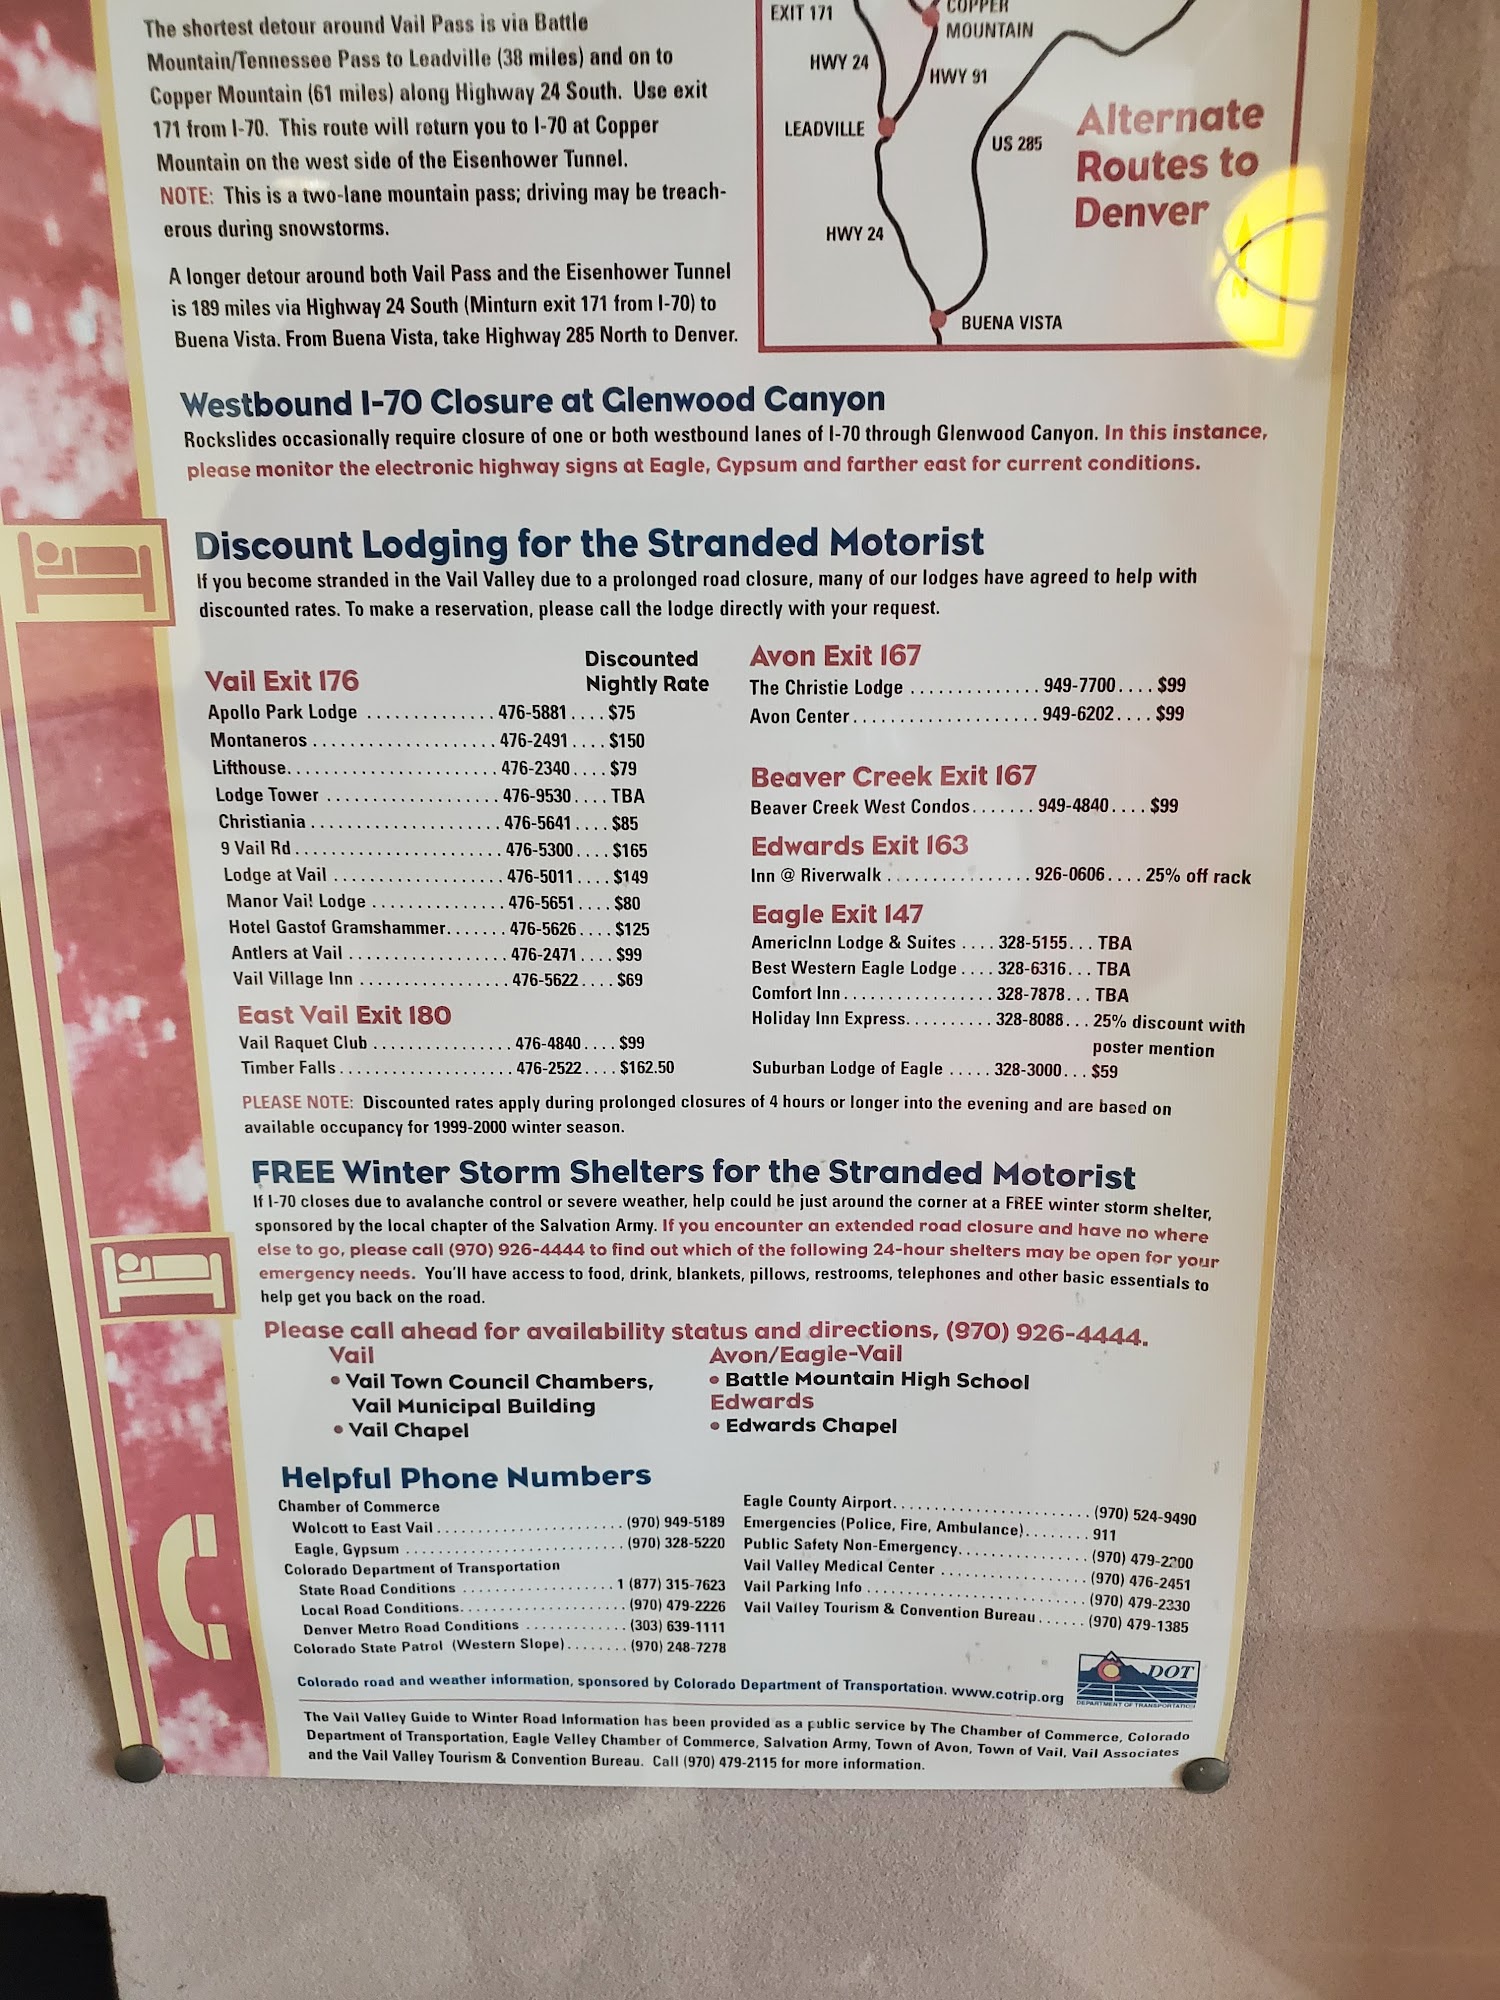 The shortest detour around Vail Pass is via Battle
Mountain/Tennessee Pass to Leadville (38 miles) and on to
Copper Mountain (61 miles) along Highway 24 South. Use exit
171 from I-70. This route will return you to I-70 at Copper
Mountain on the west side of the Eisenhower Tunnel.
NOTE: This is a two-lane mountain pass; driving may be treach-
erous during snowstorms.
A longer detour around both Vail Pass and the Eisenhower Tunnel
is 189 miles via Highway 24 South (Minturn exit 171 from I-70) to
Buena Vista. From Buena Vista, take Highway 285 North to Denver.
EXIT 171
COPPER
MOUNTAIN
HWY 24
HWY 91
LEADVILLE
US 285
Alternate
Routes to
Denver
HWY 24
N
BUENA VISTA
Westbound I-70 Closure at Glenwood Canyon
Rockslides occasionally require closure of one or both westbound lanes of I-70 through Glenwood Canyon. In this instance,
please monitor the electronic highway signs at Eagle, Gypsum and farther east for current conditions.
Discount Lodging for the Stranded Motorist
If you become stranded in the Vail Valley due to a prolonged road closure, many of our lodges have agreed to help with
discounted rates. To make a reservation, please call the lodge directly with your request.
Discounted
Vail Exit 176 Nightly Rate
Apollo Park Lodge .............. 476-5881 .... $75
Montaneros .................... 476-2491 .... $150
Lifthouse....................... 476-2340 .... $79
Lodge Tower ................... 476-9530 .... TBA
Christiania ..................... 476-5641 .... $85
9 Vail Rd ....................... 476-5300 .... $165
Lodge at Vail ................... 476-5011 .... $149
Manor Vail Lodge ............... 476-5651 .... $80
Hotel Gastof Gramshammer....... 476-5626 .... $125
Antlers at Vail .................. 476-2471 .... $99
Vail Village Inn ................. 476-5622 .... $69
East Vail Exit 180
Vail Raquet Club ................ 476-4840 .... $99
Timber Falls .................... 476-2522 .... $162.50
Avon Exit 167
The Christie Lodge .............. 949-7700 .... $99
Avon Center .................... 949-6202 .... $99
Beaver Creek Exit 167
Beaver Creek West Condos....... 949-4840 .... $99
Edwards Exit 163
Inn @ Riverwalk ................ 926-0606 .... 25% off rack
Eagle Exit 147
AmericInn Lodge & Suites .... 328-5155 ... TBA
Best Western Eagle Lodge .... 328-6316 ... TBA
Comfort Inn ................. 328-7878 ... TBA
Holiday Inn Express.......... 328-8088 ... 25% discount with
poster mention
Suburban Lodge of Eagle ..... 328-3000 ... $59
PLEASE NOTE: Discounted rates apply during prolonged closures of 4 hours or longer into the evening and are based on
available occupancy for 1999-2000 winter season.
FREE Winter Storm Shelters for the Stranded Motorist
If I-70 closes due to avalanche control or severe weather, help could be just around the corner at a FREE winter storm shelter,
sponsored by the local chapter of the Salvation Army. If you encounter an extended road closure and have no where
else to go, please call (970) 926-4444 to find out which of the following 24-hour shelters may be open for your
emergency needs. You'll have access to food, drink, blankets, pillows, restrooms, telephones and other basic essentials to
help get you back on the road.
Please call ahead for availability status and directions, (970) 926-4444.
Vail
• Vail Town Council Chambers,
Vail Municipal Building
• Vail Chapel
Avon/Eagle-Vail
• Battle Mountain High School
Edwards
• Edwards Chapel
Helpful Phone Numbers
Chamber of Commerce
Wolcott to East Vail ........................ (970) 949-5189
Eagle, Gypsum ............................ (970) 328-5220
Colorado Department of Transportation
State Road Conditions .................... 1 (877) 315-7623
Local Road Conditions...................... (970) 479-2226
Denver Metro Road Conditions ............. (303) 639-1111
Colorado State Patrol (Western Slope)........ (970) 248-7278
Eagle County Airport.......................... (970) 524-9490
Emergencies (Police, Fire, Ambulance)........ 911
Public Safety Non-Emergency................. (970) 479-2200
Vail Valley Medical Center ................... (970) 476-2451
Vail Parking Info ............................. (970) 479-2330
Vail Valley Tourism & Convention Bureau...... (970) 479-1385
Colorado road and weather information, sponsored by Colorado Department of Transportation. www.cotrip.org
DOT
DEPARTMENT OF TRANSPORTATION
The Vail Valley Guide to Winter Road Information has been provided as a public service by The Chamber of Commerce, Colorado
Department of Transportation, Eagle Valley Chamber of Commerce, Salvation Army, Town of Avon, Town of Vail, Vail Associates
and the Vail Valley Tourism & Convention Bureau. Call (970) 479-2115 for more information.